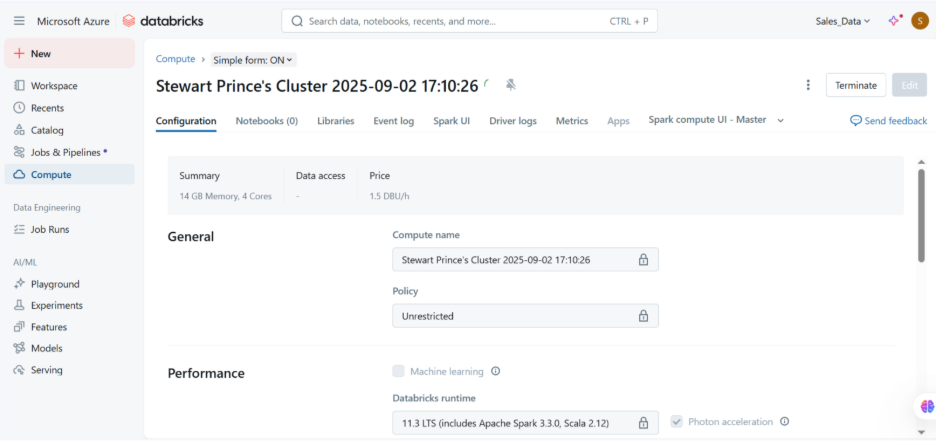 Microsoft Azure databricks Search data, notebooks, recents, and more... CTRL + P Sales_Data S
New
Workspace
Recents
Catalog
Jobs & Pipelines
Compute
Data Engineering
Job Runs
AI/ML
Playground
Experiments
Features
Models
Serving
Compute > Simple form: ON
Stewart Prince's Cluster 2025-09-02 17:10:26 Terminate Edit
Configuration Notebooks (0) Libraries Event log Spark UI Driver logs Metrics Apps Spark compute UI - Master Send feedback
Summary Data access Price
14 GB Memory, 4 Cores - 1.5 DBU/h
General
Compute name
Stewart Prince's Cluster 2025-09-02 17:10:26
Policy
Unrestricted
Performance
Machine learning
Databricks runtime
11.3 LTS (includes Apache Spark 3.3.0, Scala 2.12) Photon acceleration